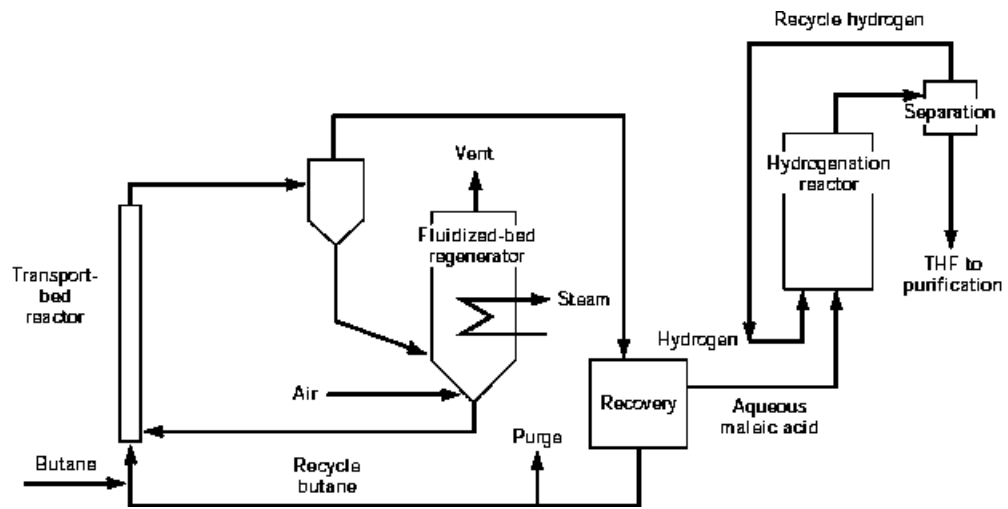 Recycle hydrogen
Separation
Vent
Hydrogenation
reactor
Fluidized-bed
regenerator
Transport-
bed
reactor
THF to
purification
Steam
Hydrogen
Air
Recovery
Aqueous
maleic acid
Purge
Butane
Recycle
butane